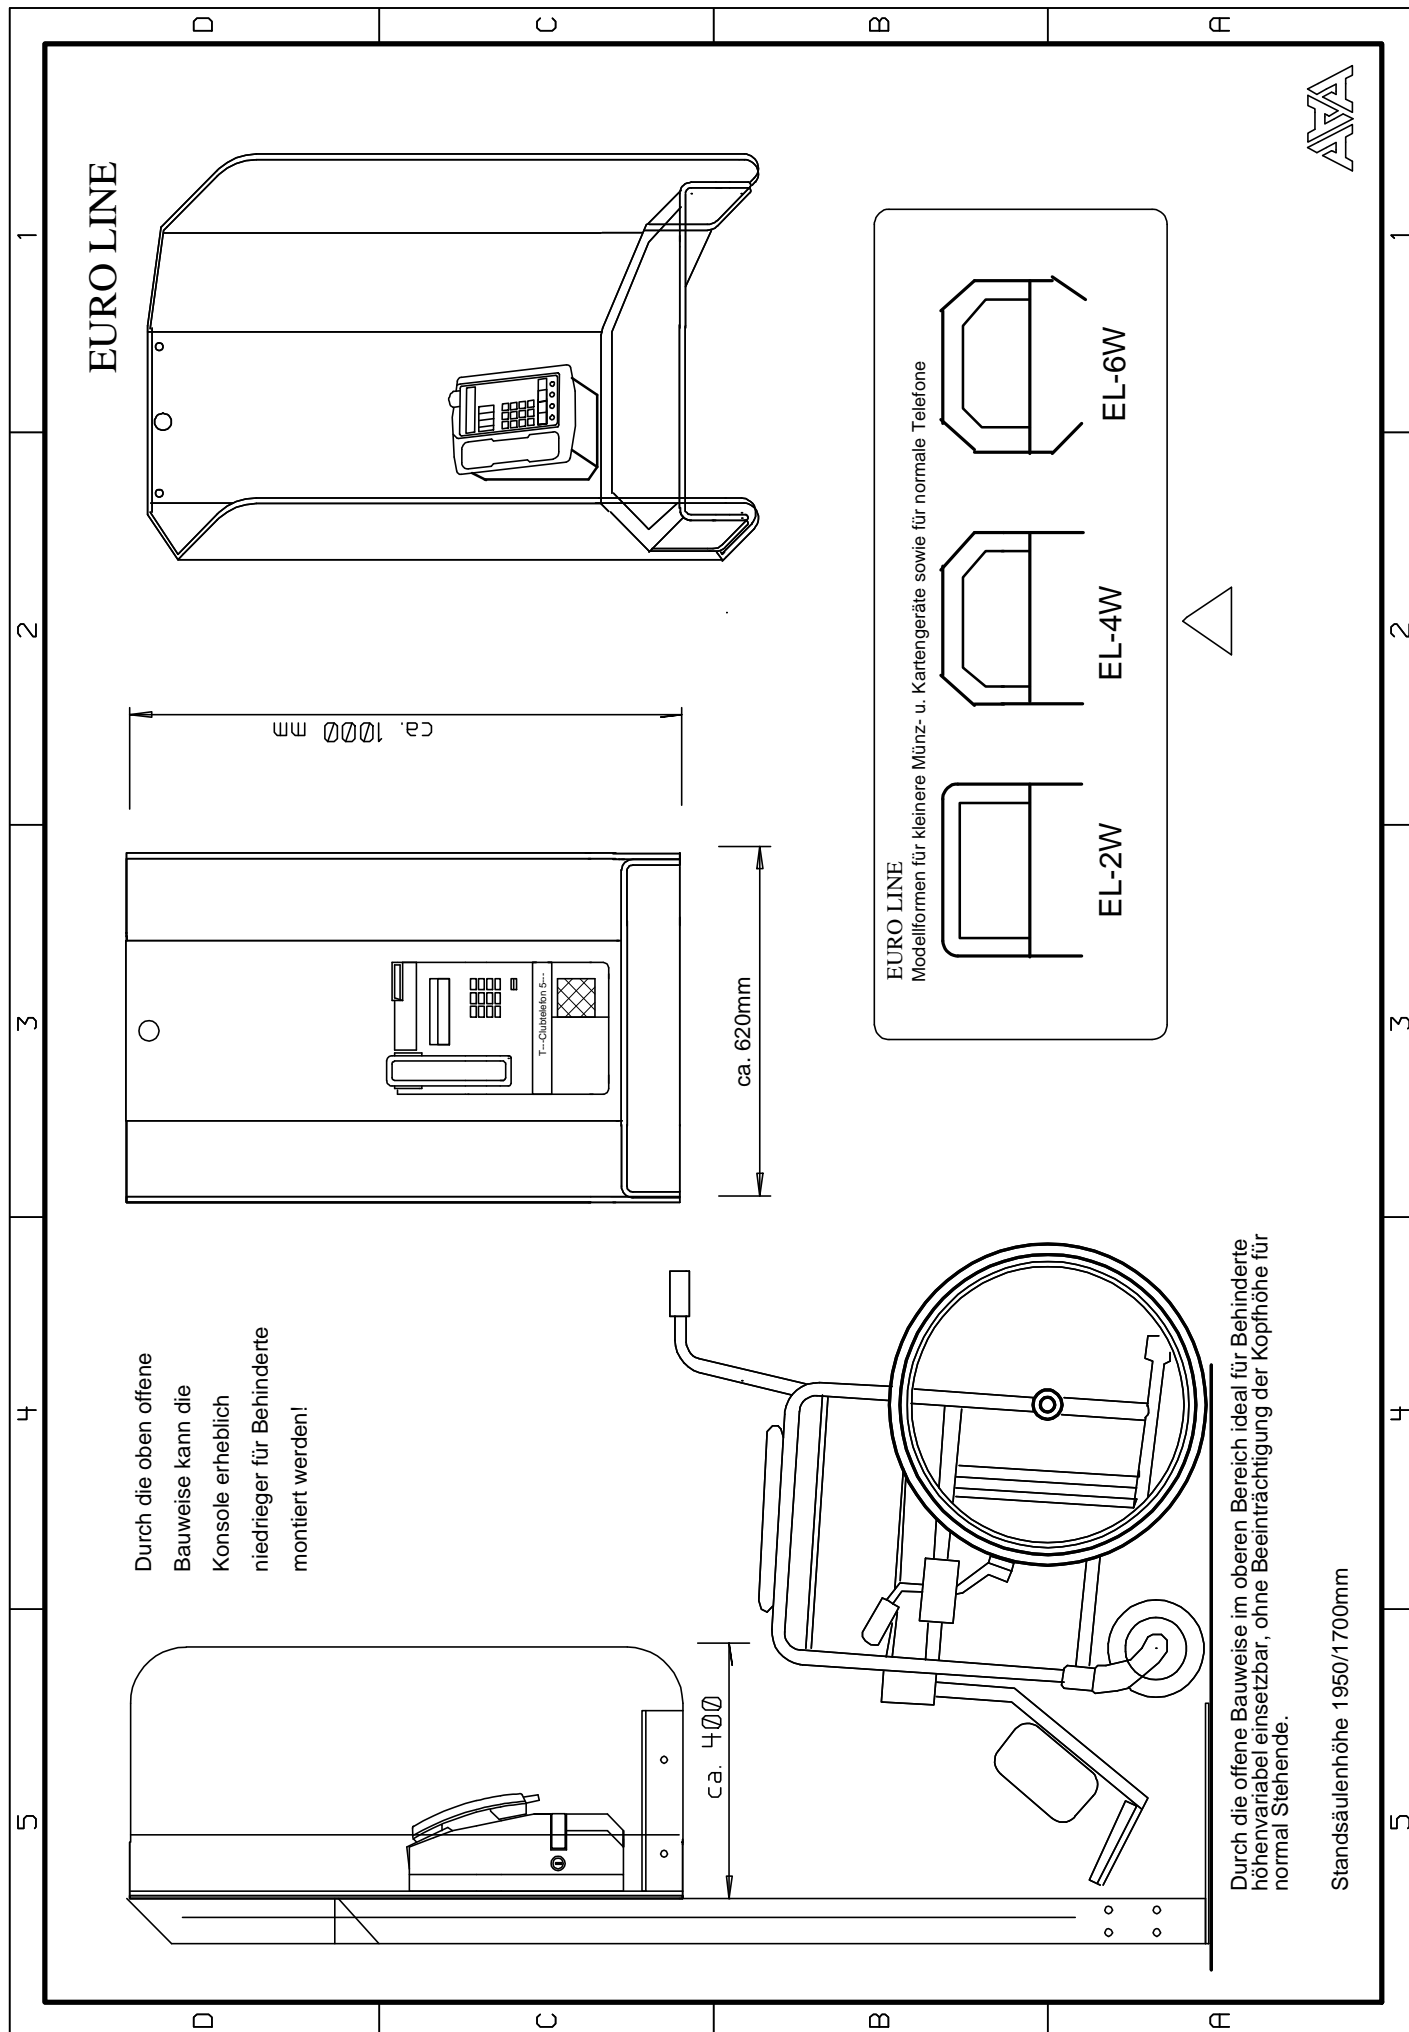 5 4 3 2 1
D
D
C
C
B
B
A
A
5 4 3 2 1
EURO LINE
Durch die oben offene
Bauweise kann die
Konsole erheblich
niedrieger für Behinderte
montiert werden!
ca. 1000 mm
T---Clubtelefon 5---
ca. 400
ca. 620mm
EURO LINE
Modellformen für kleinere Münz- u. Kartengeräte sowie für normale Telefone
EL-2W
EL-4W
EL-6W
Durch die offene Bauweise im oberen Bereich ideal für Behinderte
höhenvariabel einsetzbar, ohne Beeinträchtigung der Kopfhöhe für
normal Stehende.
Standsäulenhöhe 1950/1700mm
AAA